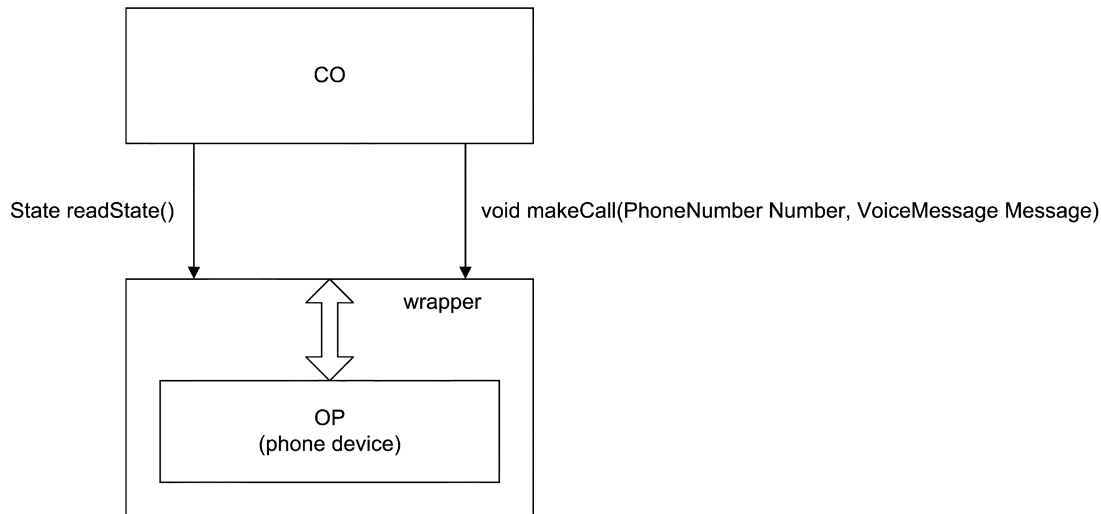 CO
State readState()
void makeCall(PhoneNumber Number, VoiceMessage Message)
wrapper
OP
(phone device)